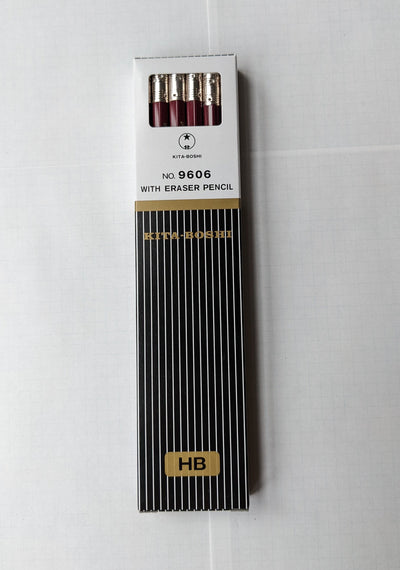 KITA-BOSHI
NO. 9606
WITH ERASER PENCIL
KITA-BOSHI
HB